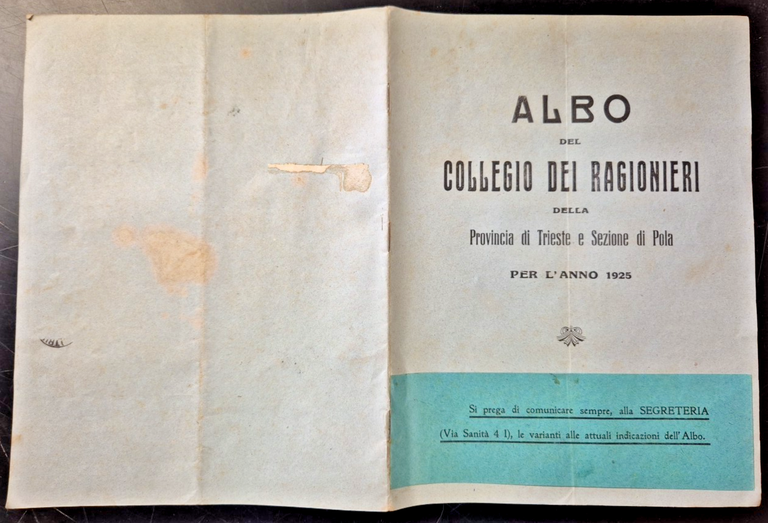 ALBO
DEL
COLLEGIO DEI RAGIONIERI
DELLA
Provincia di Trieste e Sezione di Pola
PER L'ANNO 1925
Si prega di comunicare sempre, alla SEGRETERIA
(Via Sanità 4 I), le varianti alle attuali indicazioni dell'Albo.